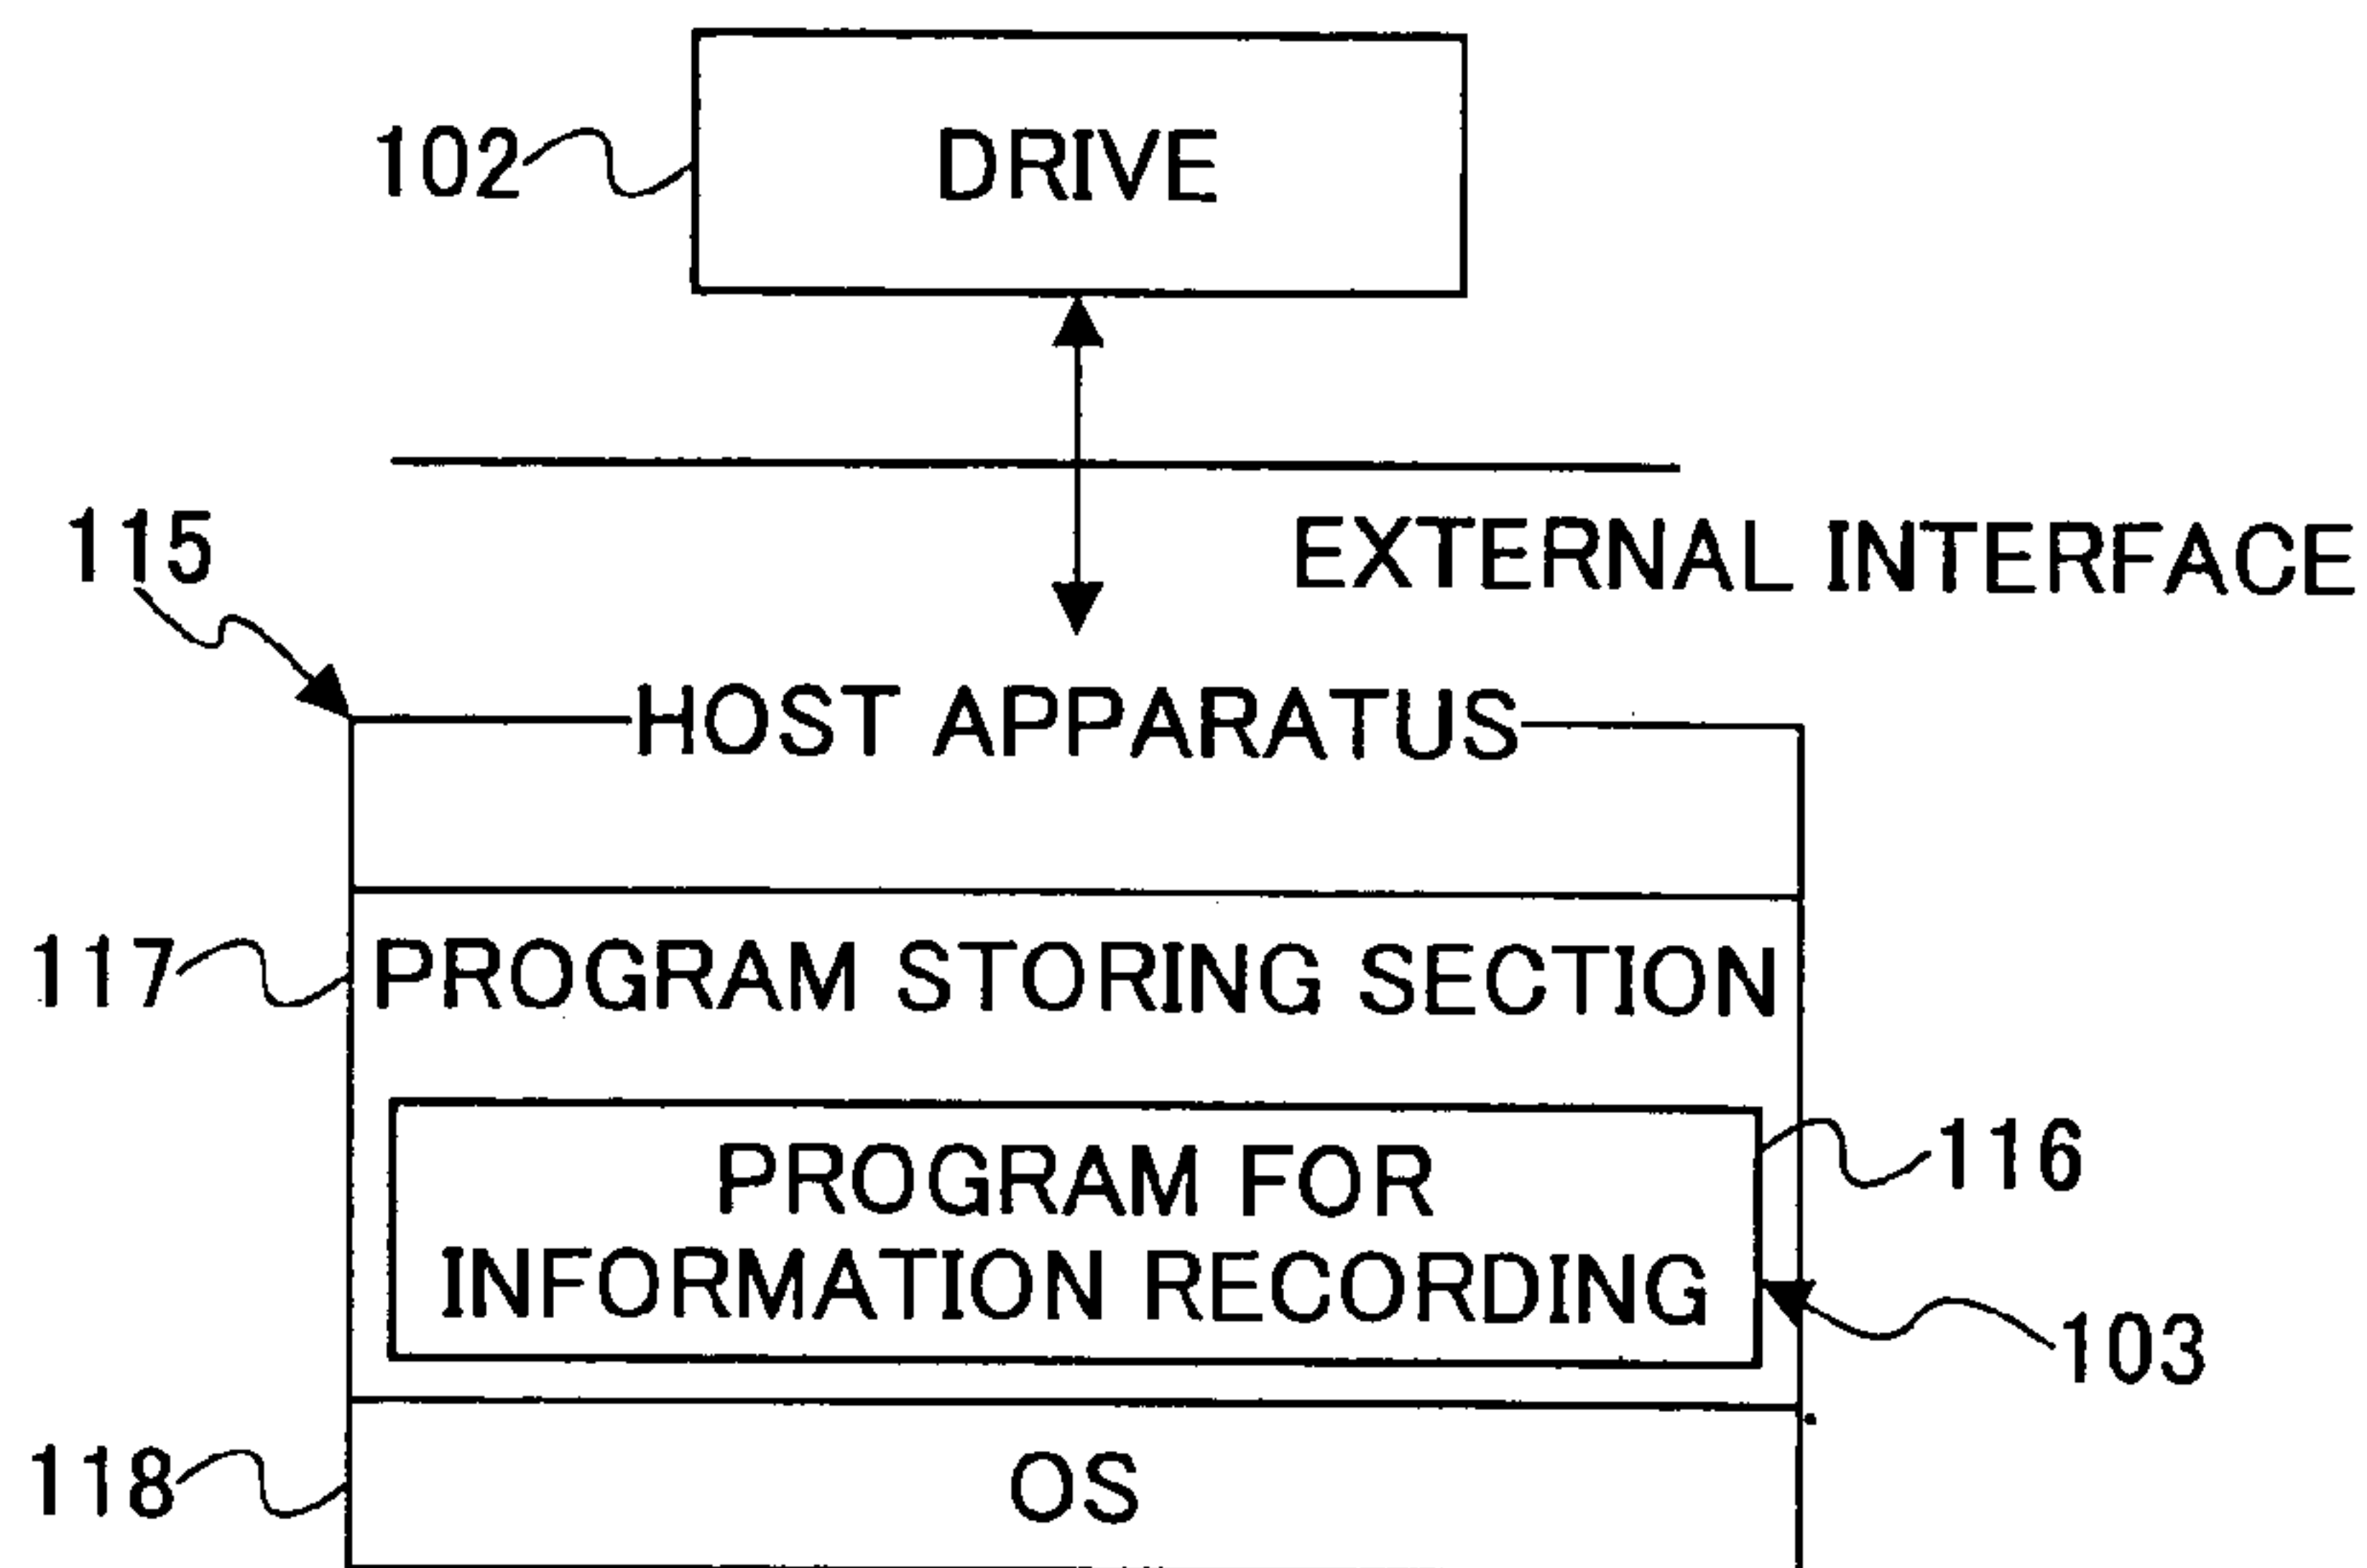 102
DRIVE
115
EXTERNAL INTERFACE
HOST APPARATUS
117
PROGRAM STORING SECTION
PROGRAM FOR
INFORMATION RECORDING
116
103
118
OS